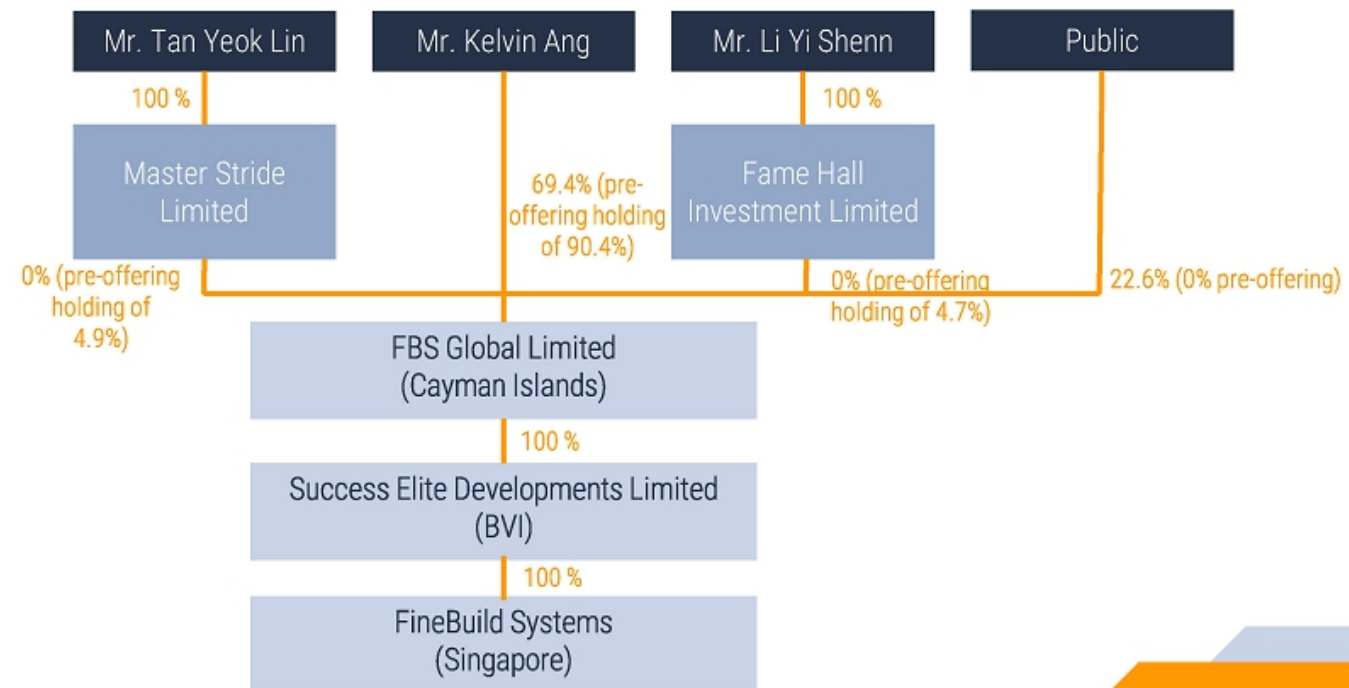 Mr. Tan Yeok Lin
Mr. Kelvin Ang
Mr. Li Yi Shenn
Public
100 %
100 %
Master Stride
Limited
69.4% (pre-
offering holding
of 90.4%)
Fame Hall
Investment Limited
0% (pre-offering
holding of
4.9%)
0% (pre-offering
holding of 4.7%)
22.6% (0% pre-offering)
FBS Global Limited
(Cayman Islands)
100 %
Success Elite Developments Limited
(BVI)
100 %
FineBuild Systems
(Singapore)